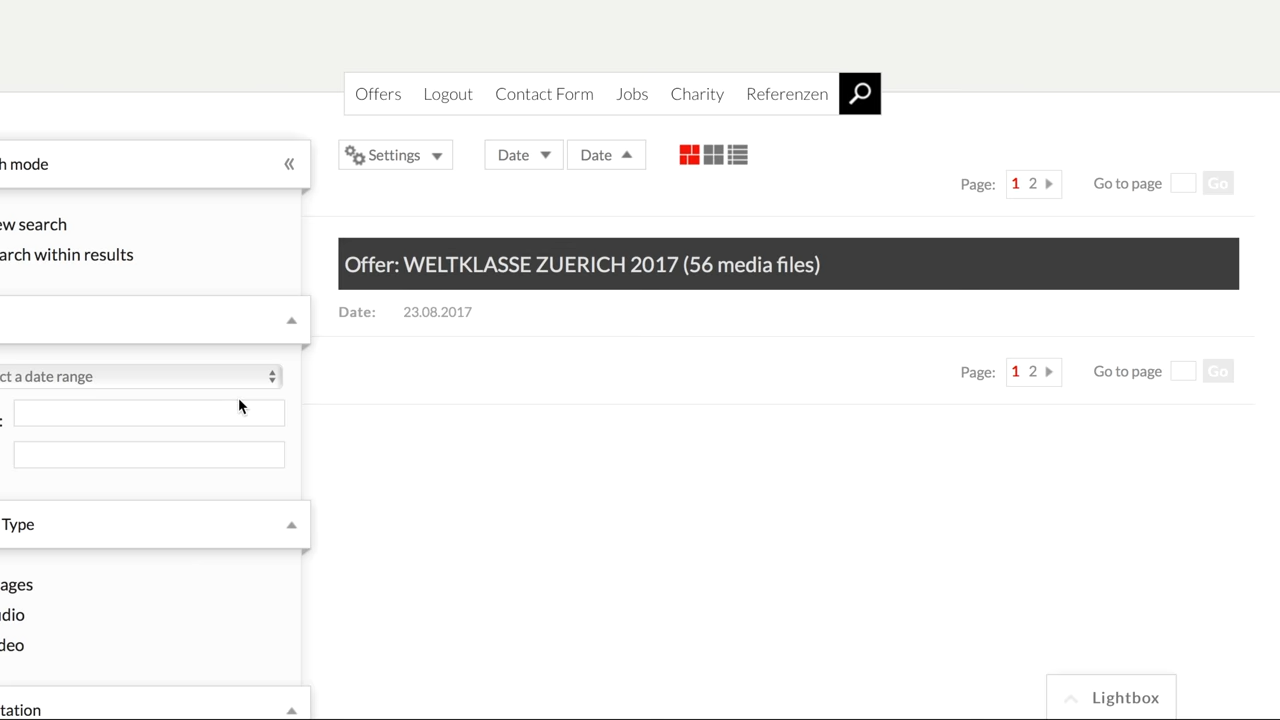 Offers Logout Contact Form Jobs Charity Referenzen
h mode «
Settings Date Date
Page: 1 2 Go to page Go
ew search
arch within results
Offer: WELTKLASSE ZUERICH 2017 (56 media files)
Date: 23.08.2017
ct a date range
:
Page: 1 2 Go to page Go
Type
ages
dio
deo
tation
Lightbox